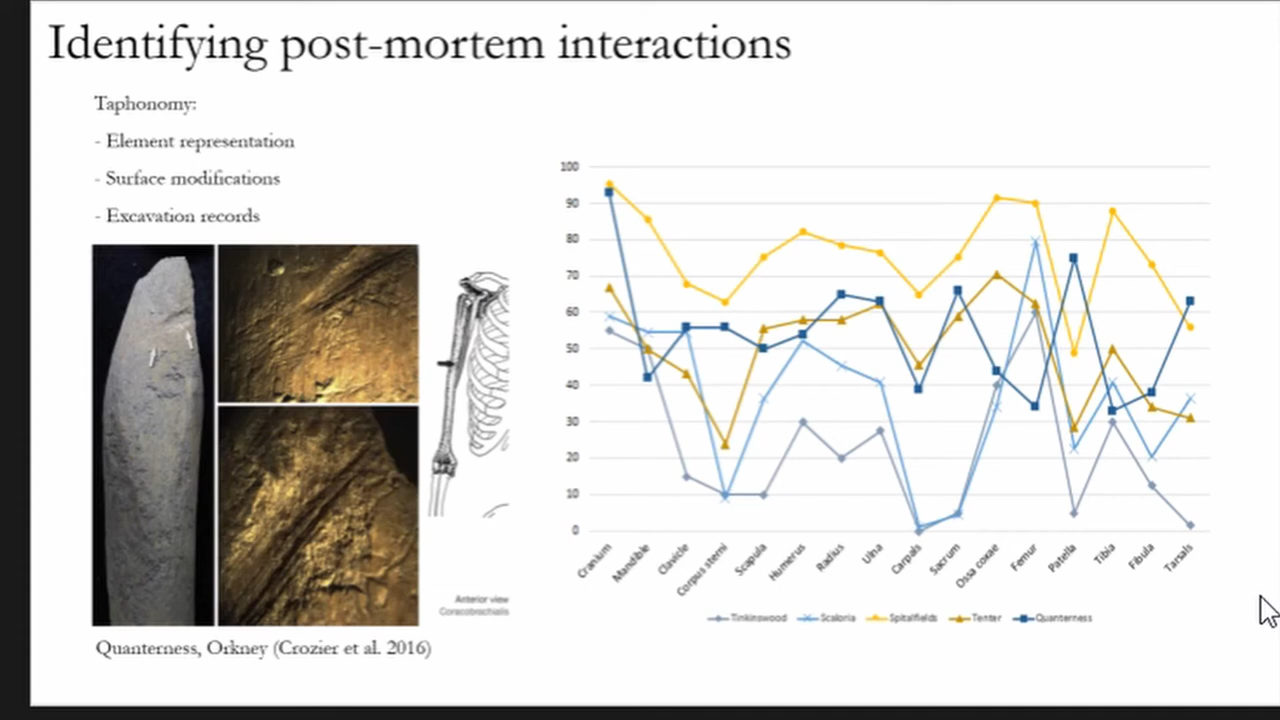 Identifying post-mortem interactions
Taphonomy:
- Element representation
- Surface modifications
- Excavation records
Anterior view
Coracobrachialis
Quanterness, Orkney (Crozier et al. 2016)
100
90
80
70
60
50
40
30
20
10
0
Cranium
Mandible
Clavicle
Corpus sterni
Scapula
Humerus
Radius
Ulna
Carpals
Sacrum
Ossa coxae
Femur
Patella
Tibia
Fibula
Tarsals
Tinkinswood Scaloria Spitalfields Tenter Quanterness